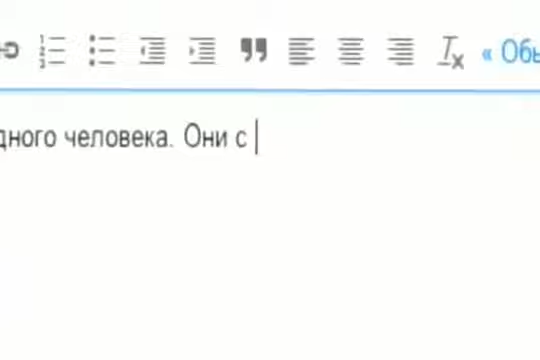 « Обы
дного человека. Они с